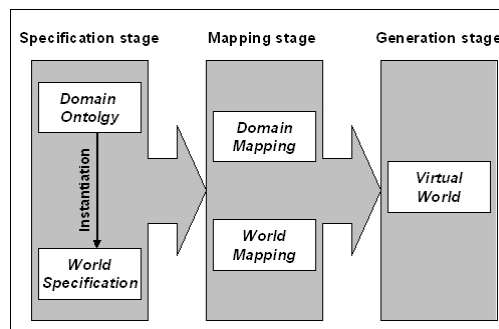 Specification stage
Mapping stage
Generation stage
Domain
Ontolgy
Instantiation
World
Specification
Domain
Mapping
World
Mapping
Virtual
World